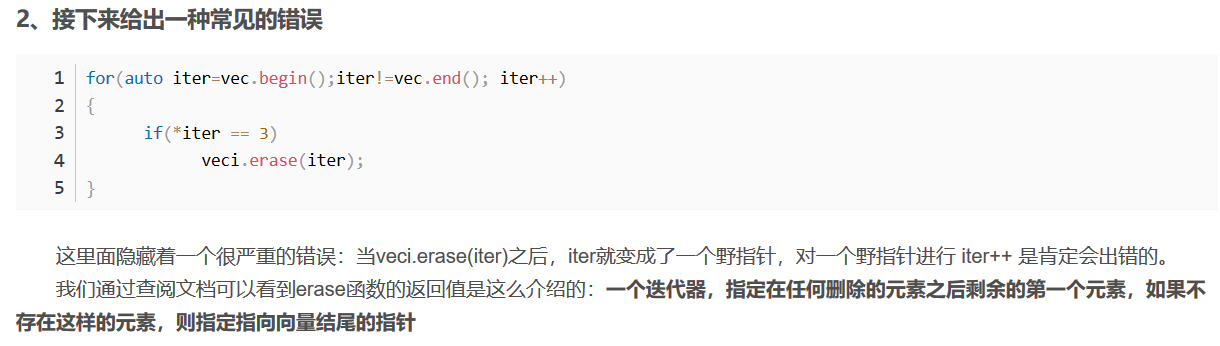 2、接下来给出一种常见的错误
1 for(auto iter=vec.begin();iter!=vec.end(); iter++)
2 {
3 if(*iter == 3)
4 veci.erase(iter);
5 }
这里面隐藏着一个很严重的错误：当veci.erase(iter)之后，iter就变成了一个野指针，对一个野指针进行 iter++ 是肯定会出错的。
我们通过查阅文档可以看到erase函数的返回值是这么介绍的：一个迭代器，指定在任何删除的元素之后剩余的第一个元素，如果不
存在这样的元素，则指定指向向量结尾的指针